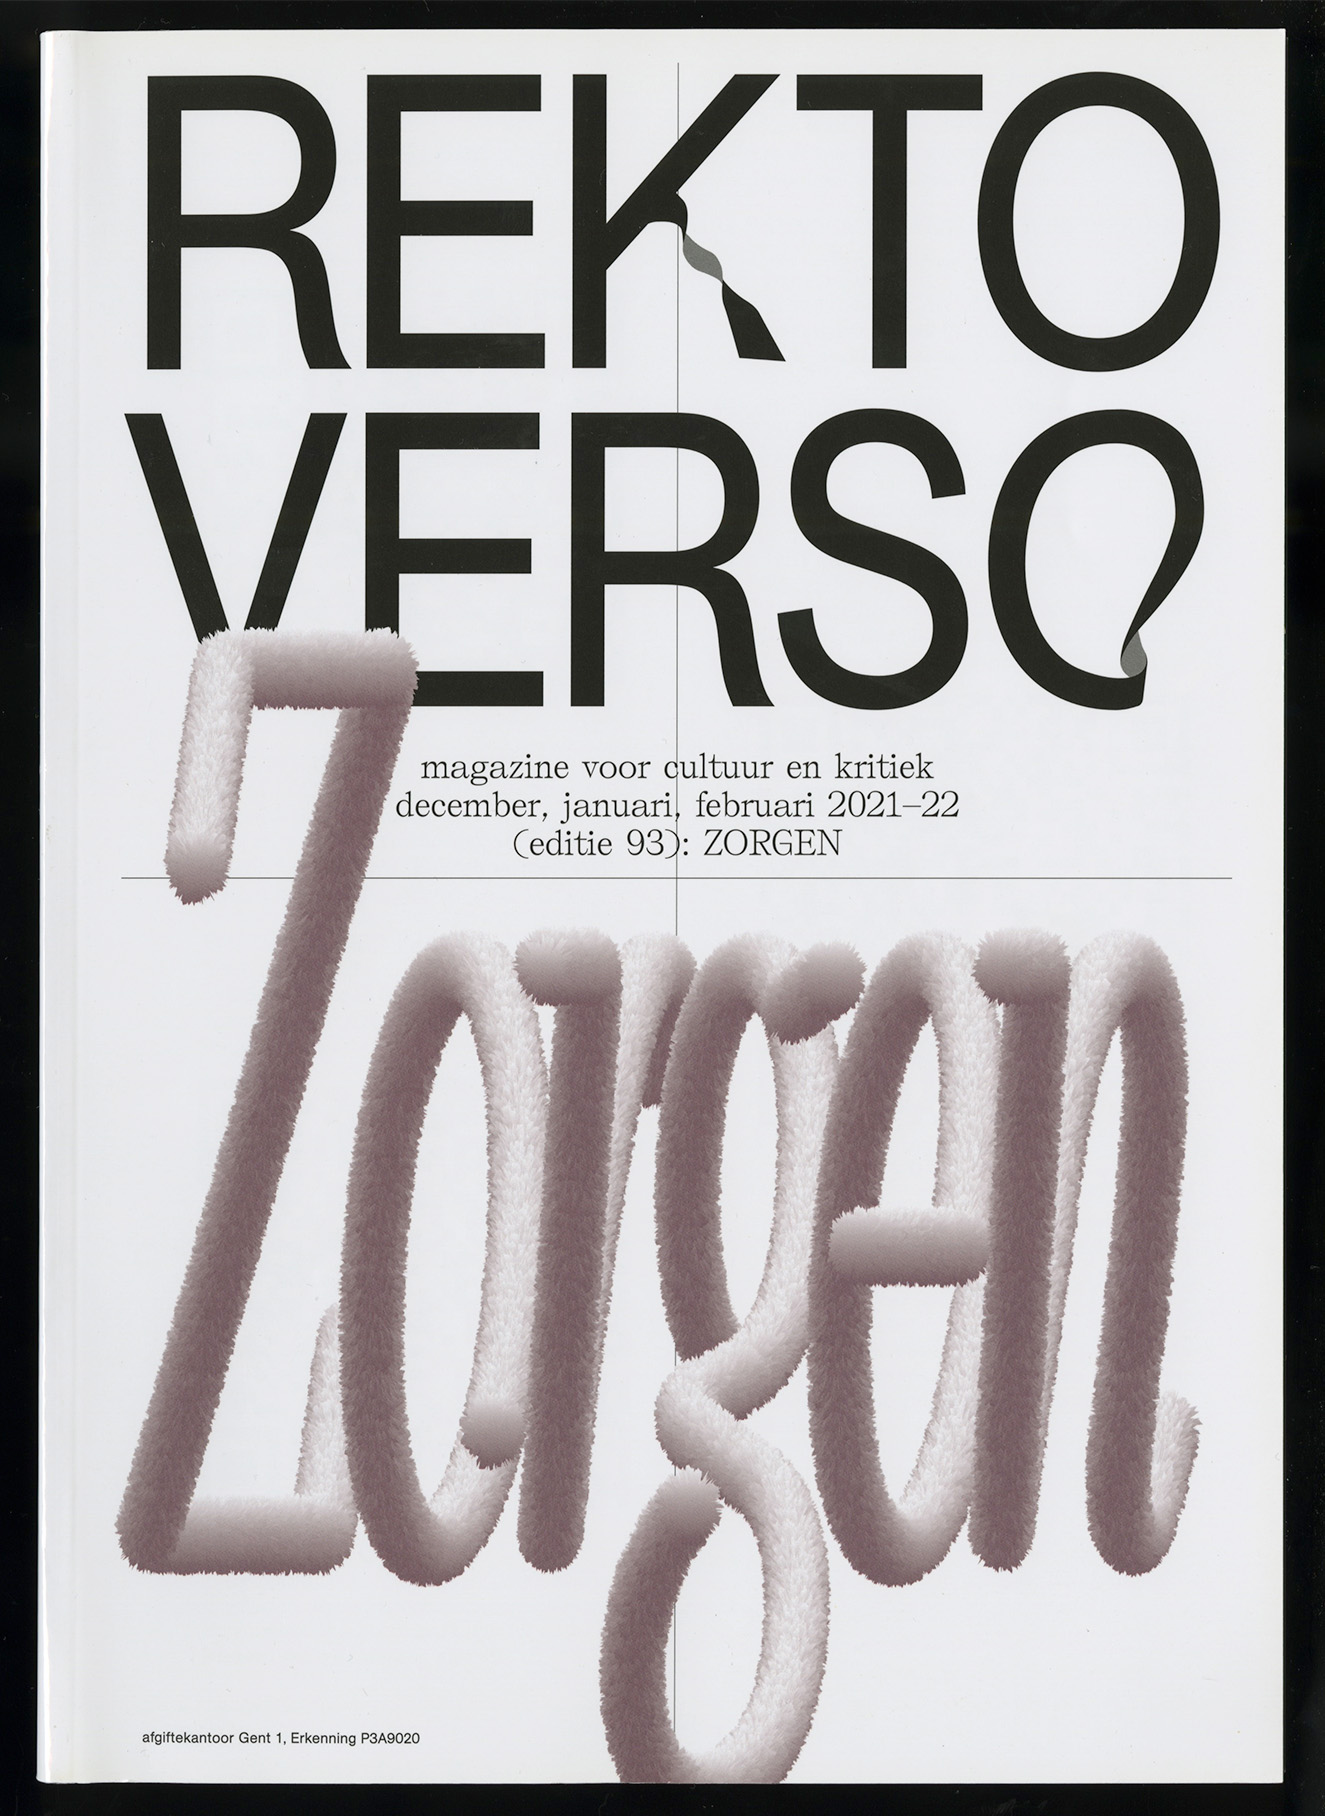 REKTO
VERSO
magazine voor cultuur en kritiek
december, januari, februari 2021–22
(editie 93): ZORGEN
Zorgen
afgiftekantoor Gent 1, Erkenning P3A9020